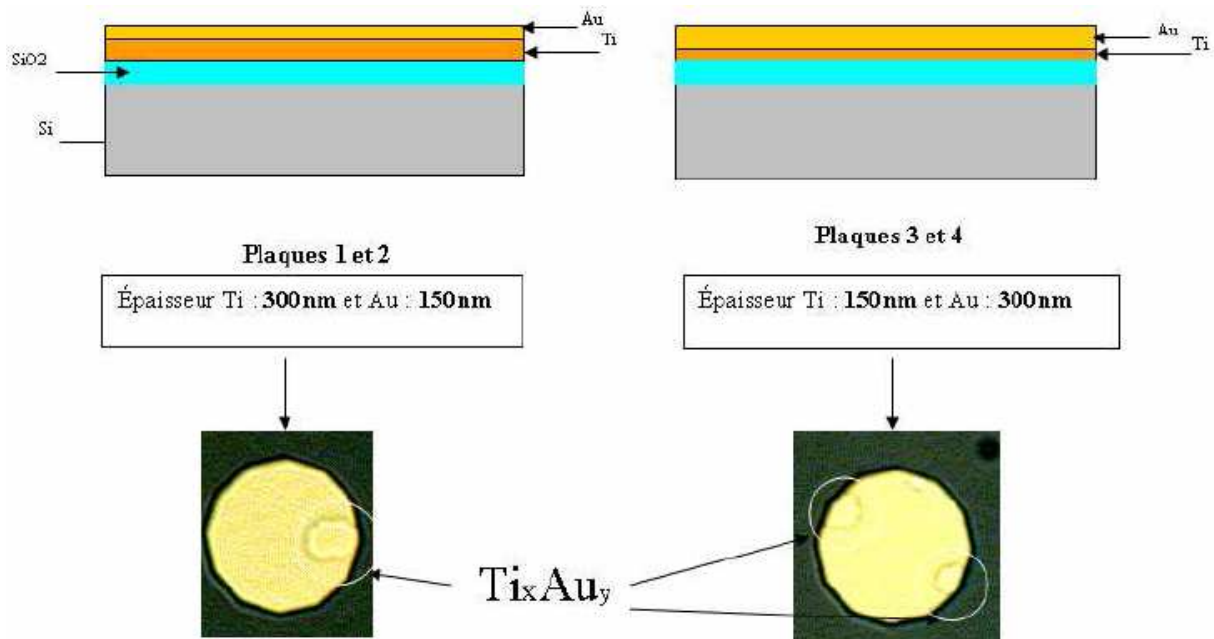 Au
Ti
SiO2
Si
Au
Ti
Plaques 1 et 2
Plaques 3 et 4
Épaisseur Ti : 300nm et Au : 150nm
Épaisseur Ti : 150nm et Au : 300nm
TixAuy